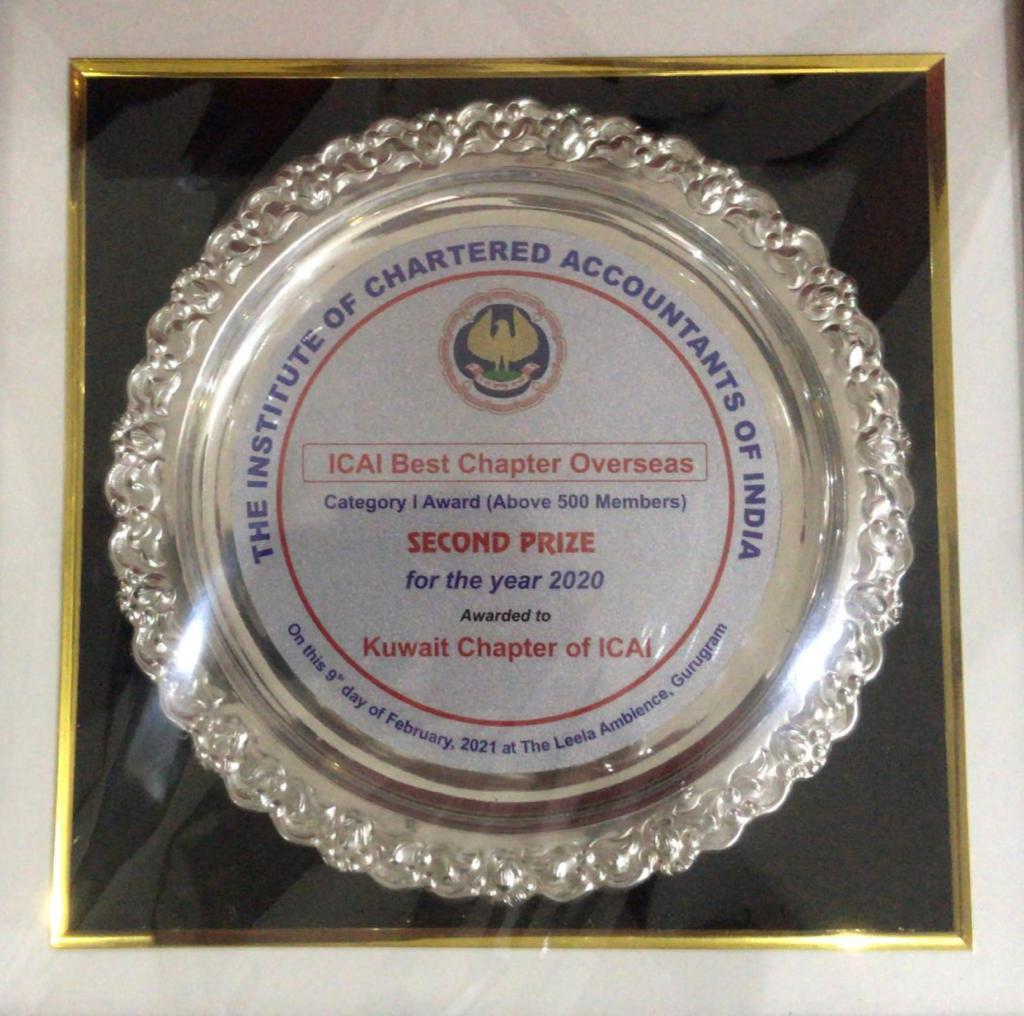 THE INSTITUTE OF CHARTERED ACCOUNTANTS OF INDIA
ICAI Best Chapter Overseas
Category I Award (Above 500 Members)
SECOND PRIZE
for the year 2020
Awarded to
Kuwait Chapter of ICAI
On this 9th day of February, 2021 at The Leela Ambience, Gurugram